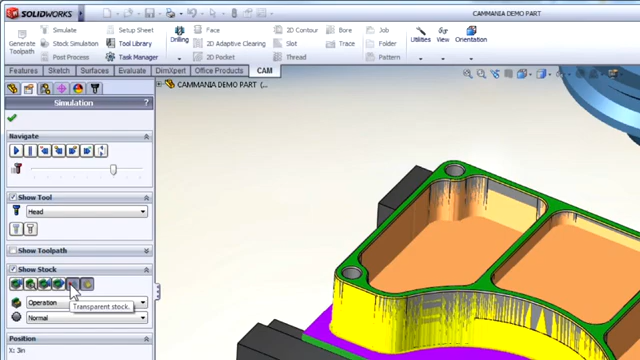 SOLIDWORKS
CAMMANIA DEMO PART
Generate Toolpath
Simulate
Stock Simulation
Post Process
Setup Sheet
Tool Library
Task Manager
Drilling
Face
2D Adaptive Clearing
2D Pocket
2D Contour
Slot
Trace
Bore
Job
Folder
Pattern
Utilities
View
Orientation
Features
Sketch
Surfaces
Evaluate
DimXpert
Office Products
CAM
CAMMANIA DEMO PART (...
Simulation
?
Navigate
Show Tool
Head
Show Toolpath
Show Stock
Operation
Transparent stock.
Normal
Position
X: 3in